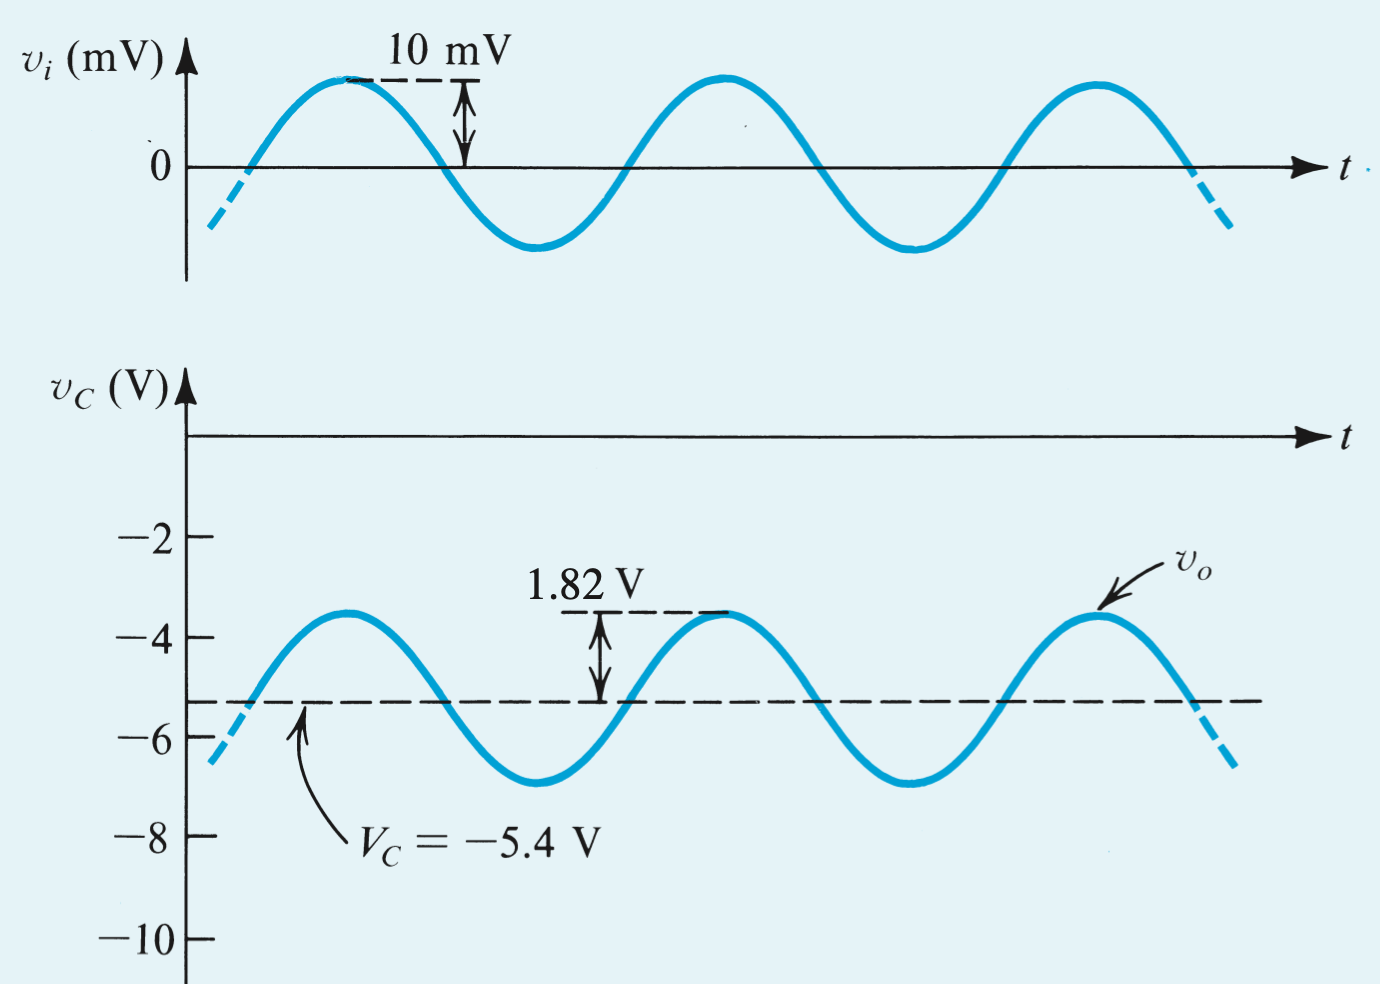 v_i (mV)
10 mV
0
t
v_C (V)
t
−2
1.82 V
v_o
−4
−6
V_C = −5.4 V
−8
−10